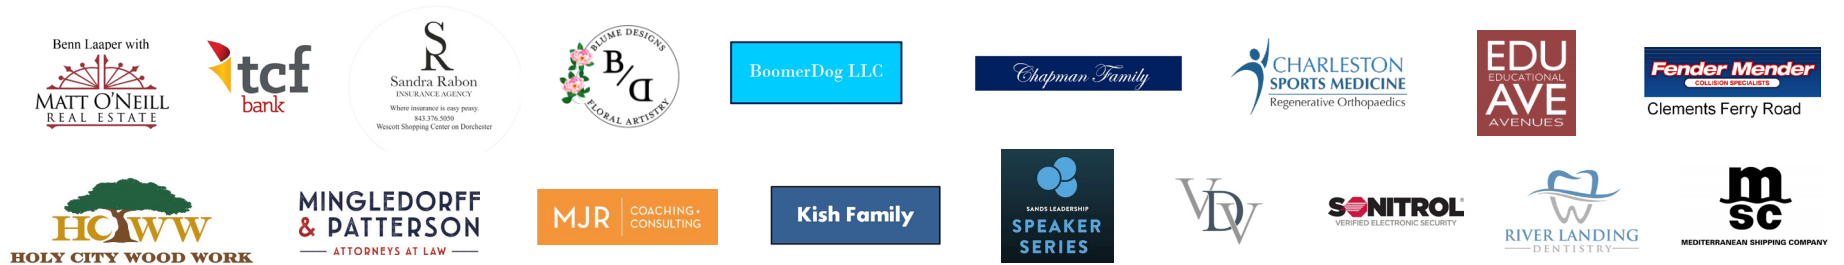 Benn Laaper with
MATT O'NEILL
REAL ESTATE
tcf
bank
SR
Sandra Rabon
INSURANCE AGENCY
Where insurance is easy peasy.
843.376.5050
Wescott Shopping Center on Dorchester
BLUME DESIGNS
B/D
FLORAL ARTISTRY
BoomerDog LLC
Chapman Family
CHARLESTON
SPORTS MEDICINE
Regenerative Orthopaedics
EDU
EDUCATIONAL
AVE
AVENUES
Fender Mender
COLLISION SPECIALISTS
Clements Ferry Road
HCWW
HOLY CITY WOOD WORK
MINGLEDORFF
& PATTERSON
ATTORNEYS AT LAW
MJR
COACHING+
CONSULTING
Kish Family
SANDS LEADERSHIP
SPEAKER
SERIES
VDV
SONITROL
VERIFIED ELECTRONIC SECURITY
RIVER LANDING
DENTISTRY
m
sc
MEDITERRANEAN SHIPPING COMPANY